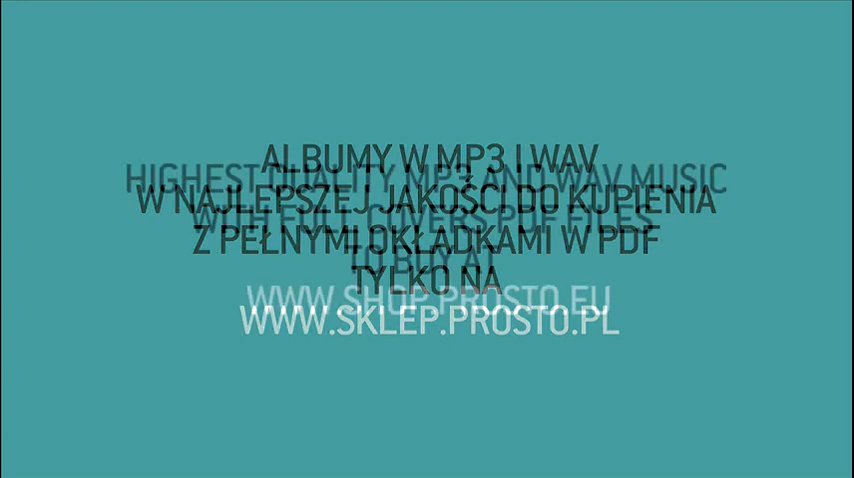 ALBUMY W MP3 I WAV
HIGHEST QUALITY MP3 AND WAV MUSIC
W NAJLEPSZEJ JAKOŚCI DO KUPIENIA
WITH FULL COVERS PDF FILES
Z PEŁNYMI OKŁADKAMI W PDF
TO BUY AT
TYLKO NA
WWW.SHOP.PROSTO.EU
WWW.SKLEP.PROSTO.PL